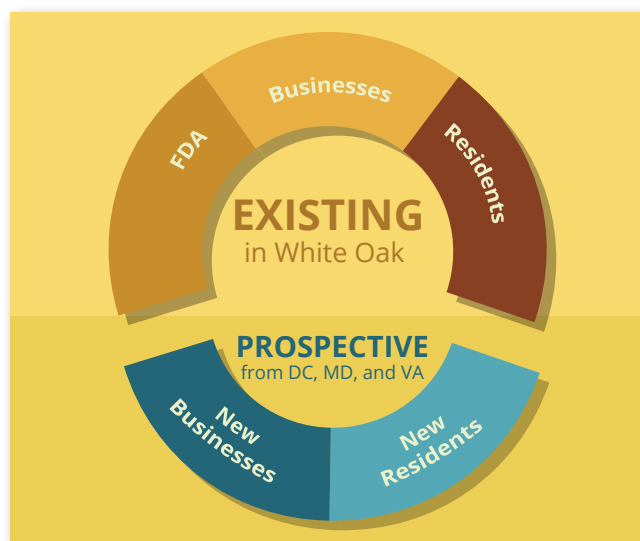 Businesses
FDA
Residents
EXISTING
in White Oak
PROSPECTIVE
from DC, MD, and VA
New
Businesses
New
Residents